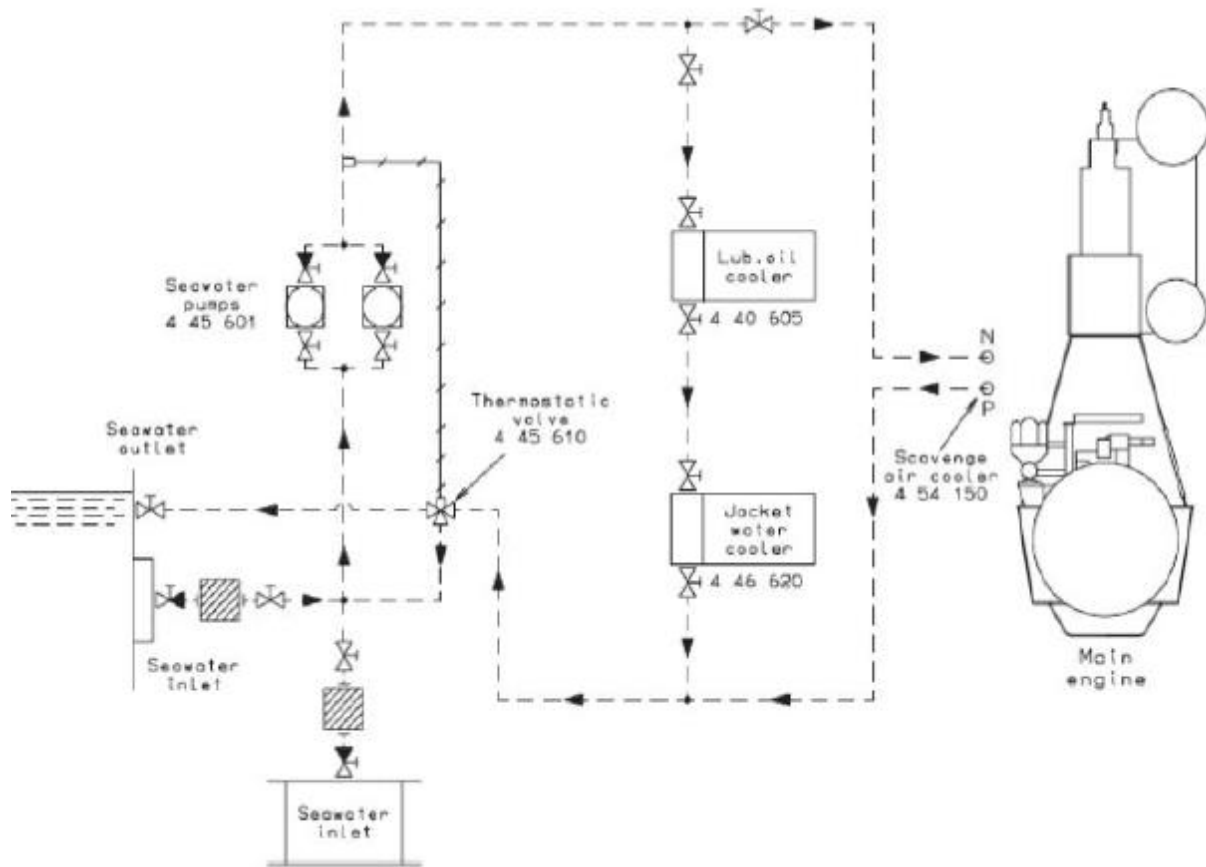 Seawater
pumps
4 45 601
Lub.oil
cooler
4 40 605
N
P
Thermostatic
valve
4 45 610
Seawater
outlet
Scavenge
air cooler
4 54 150
Jacket
water
cooler
4 46 620
Seawater
inlet
Main
engine
Seawater
inlet